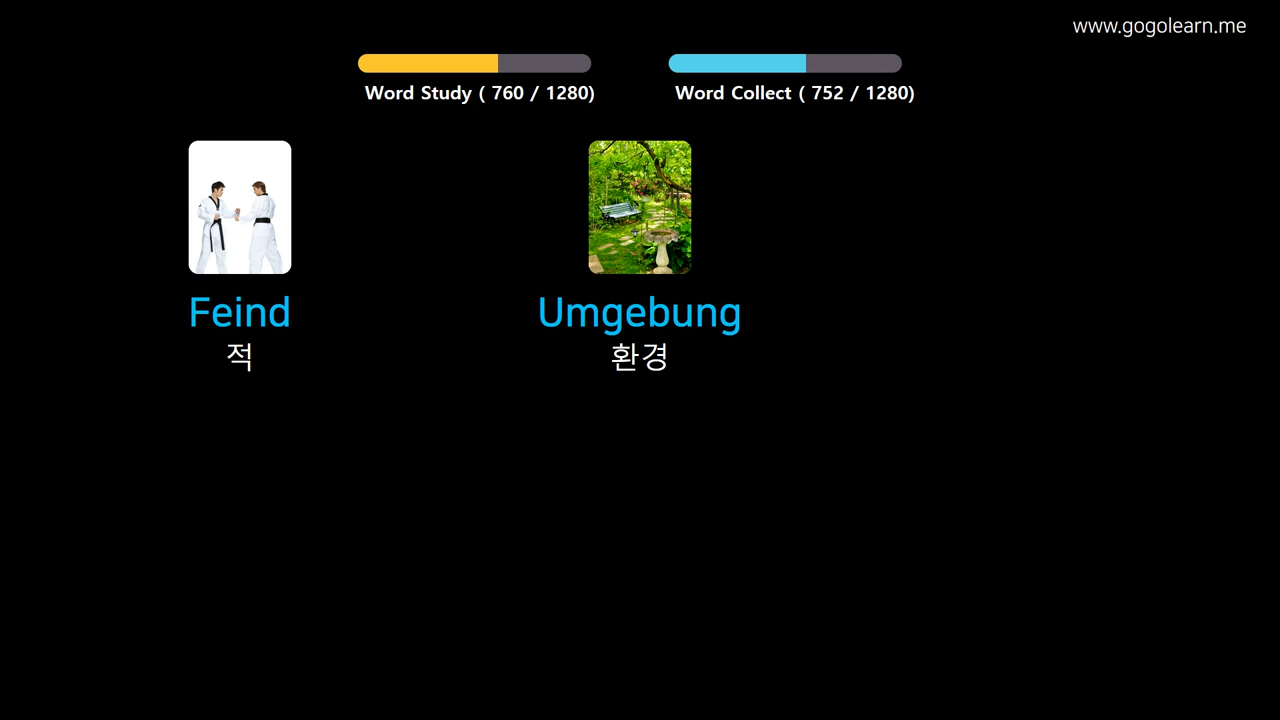 www.gogolearn.me
Word Study ( 760 / 1280)
Word Collect ( 752 / 1280)
Feind
적
Umgebung
환경